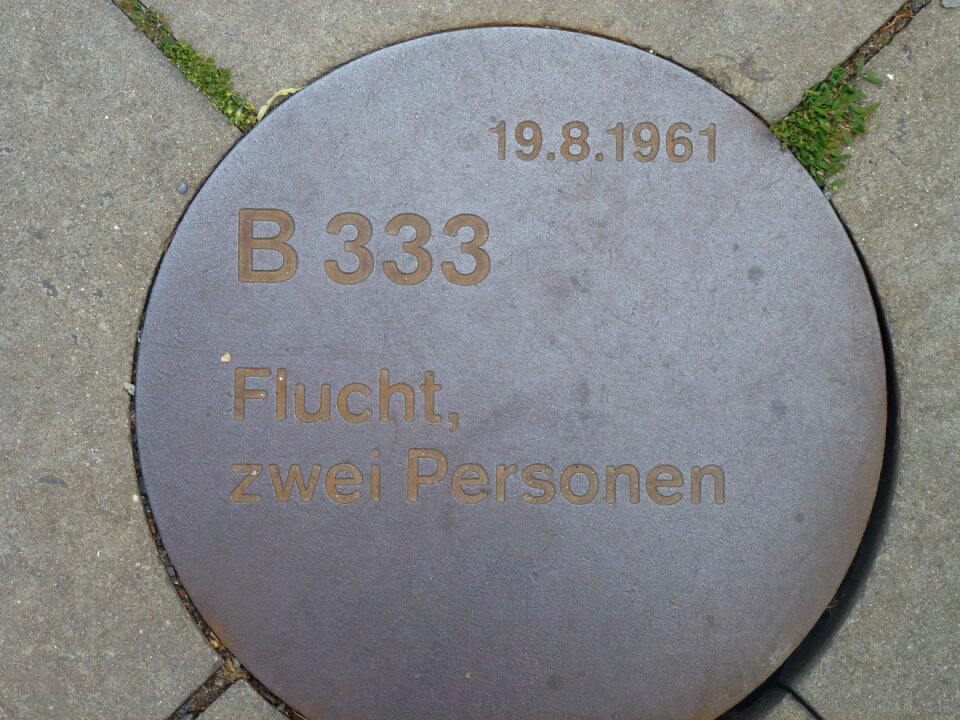 19.8.1961
B 333
Flucht,
zwei Personen